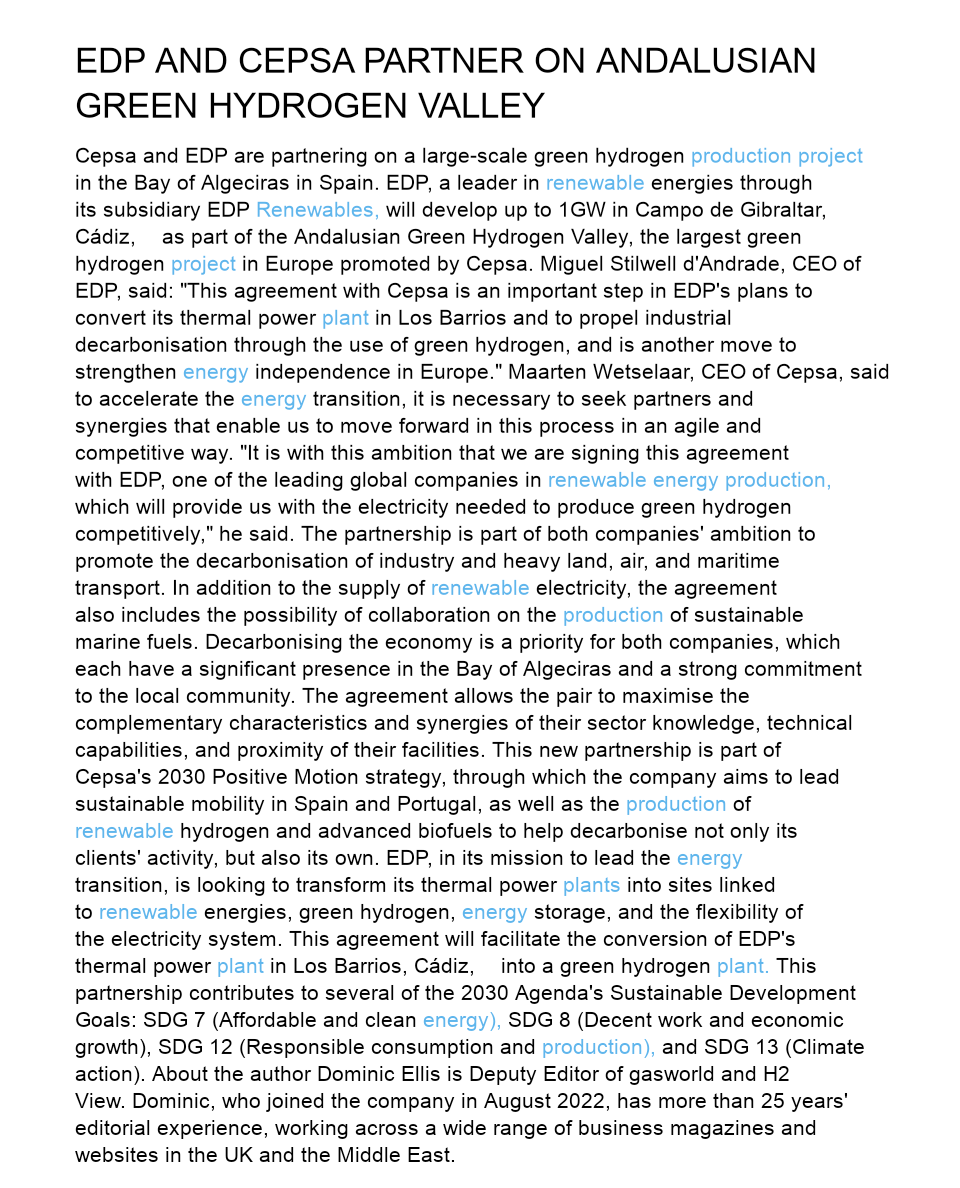 EDP AND CEPSA PARTNER ON ANDALUSIAN
GREEN HYDROGEN VALLEY
Cepsa and EDP are partnering on a large-scale green hydrogen production project
in the Bay of Algeciras in Spain. EDP, a leader in renewable energies through
its subsidiary EDP Renewables, will develop up to 1GW in Campo de Gibraltar,
Cádiz, as part of the Andalusian Green Hydrogen Valley, the largest green
hydrogen project in Europe promoted by Cepsa. Miguel Stilwell d'Andrade, CEO of
EDP, said: "This agreement with Cepsa is an important step in EDP's plans to
convert its thermal power plant in Los Barrios and to propel industrial
decarbonisation through the use of green hydrogen, and is another move to
strengthen energy independence in Europe." Maarten Wetselaar, CEO of Cepsa, said
to accelerate the energy transition, it is necessary to seek partners and
synergies that enable us to move forward in this process in an agile and
competitive way. "It is with this ambition that we are signing this agreement
with EDP, one of the leading global companies in renewable energy production,
which will provide us with the electricity needed to produce green hydrogen
competitively," he said. The partnership is part of both companies' ambition to
promote the decarbonisation of industry and heavy land, air, and maritime
transport. In addition to the supply of renewable electricity, the agreement
also includes the possibility of collaboration on the production of sustainable
marine fuels. Decarbonising the economy is a priority for both companies, which
each have a significant presence in the Bay of Algeciras and a strong commitment
to the local community. The agreement allows the pair to maximise the
complementary characteristics and synergies of their sector knowledge, technical
capabilities, and proximity of their facilities. This new partnership is part of
Cepsa's 2030 Positive Motion strategy, through which the company aims to lead
sustainable mobility in Spain and Portugal, as well as the production of
renewable hydrogen and advanced biofuels to help decarbonise not only its
clients' activity, but also its own. EDP, in its mission to lead the energy
transition, is looking to transform its thermal power plants into sites linked
to renewable energies, green hydrogen, energy storage, and the flexibility of
the electricity system. This agreement will facilitate the conversion of EDP's
thermal power plant in Los Barrios, Cádiz, into a green hydrogen plant. This
partnership contributes to several of the 2030 Agenda's Sustainable Development
Goals: SDG 7 (Affordable and clean energy), SDG 8 (Decent work and economic
growth), SDG 12 (Responsible consumption and production), and SDG 13 (Climate
action). About the author Dominic Ellis is Deputy Editor of gasworld and H2
View. Dominic, who joined the company in August 2022, has more than 25 years'
editorial experience, working across a wide range of business magazines and
websites in the UK and the Middle East.